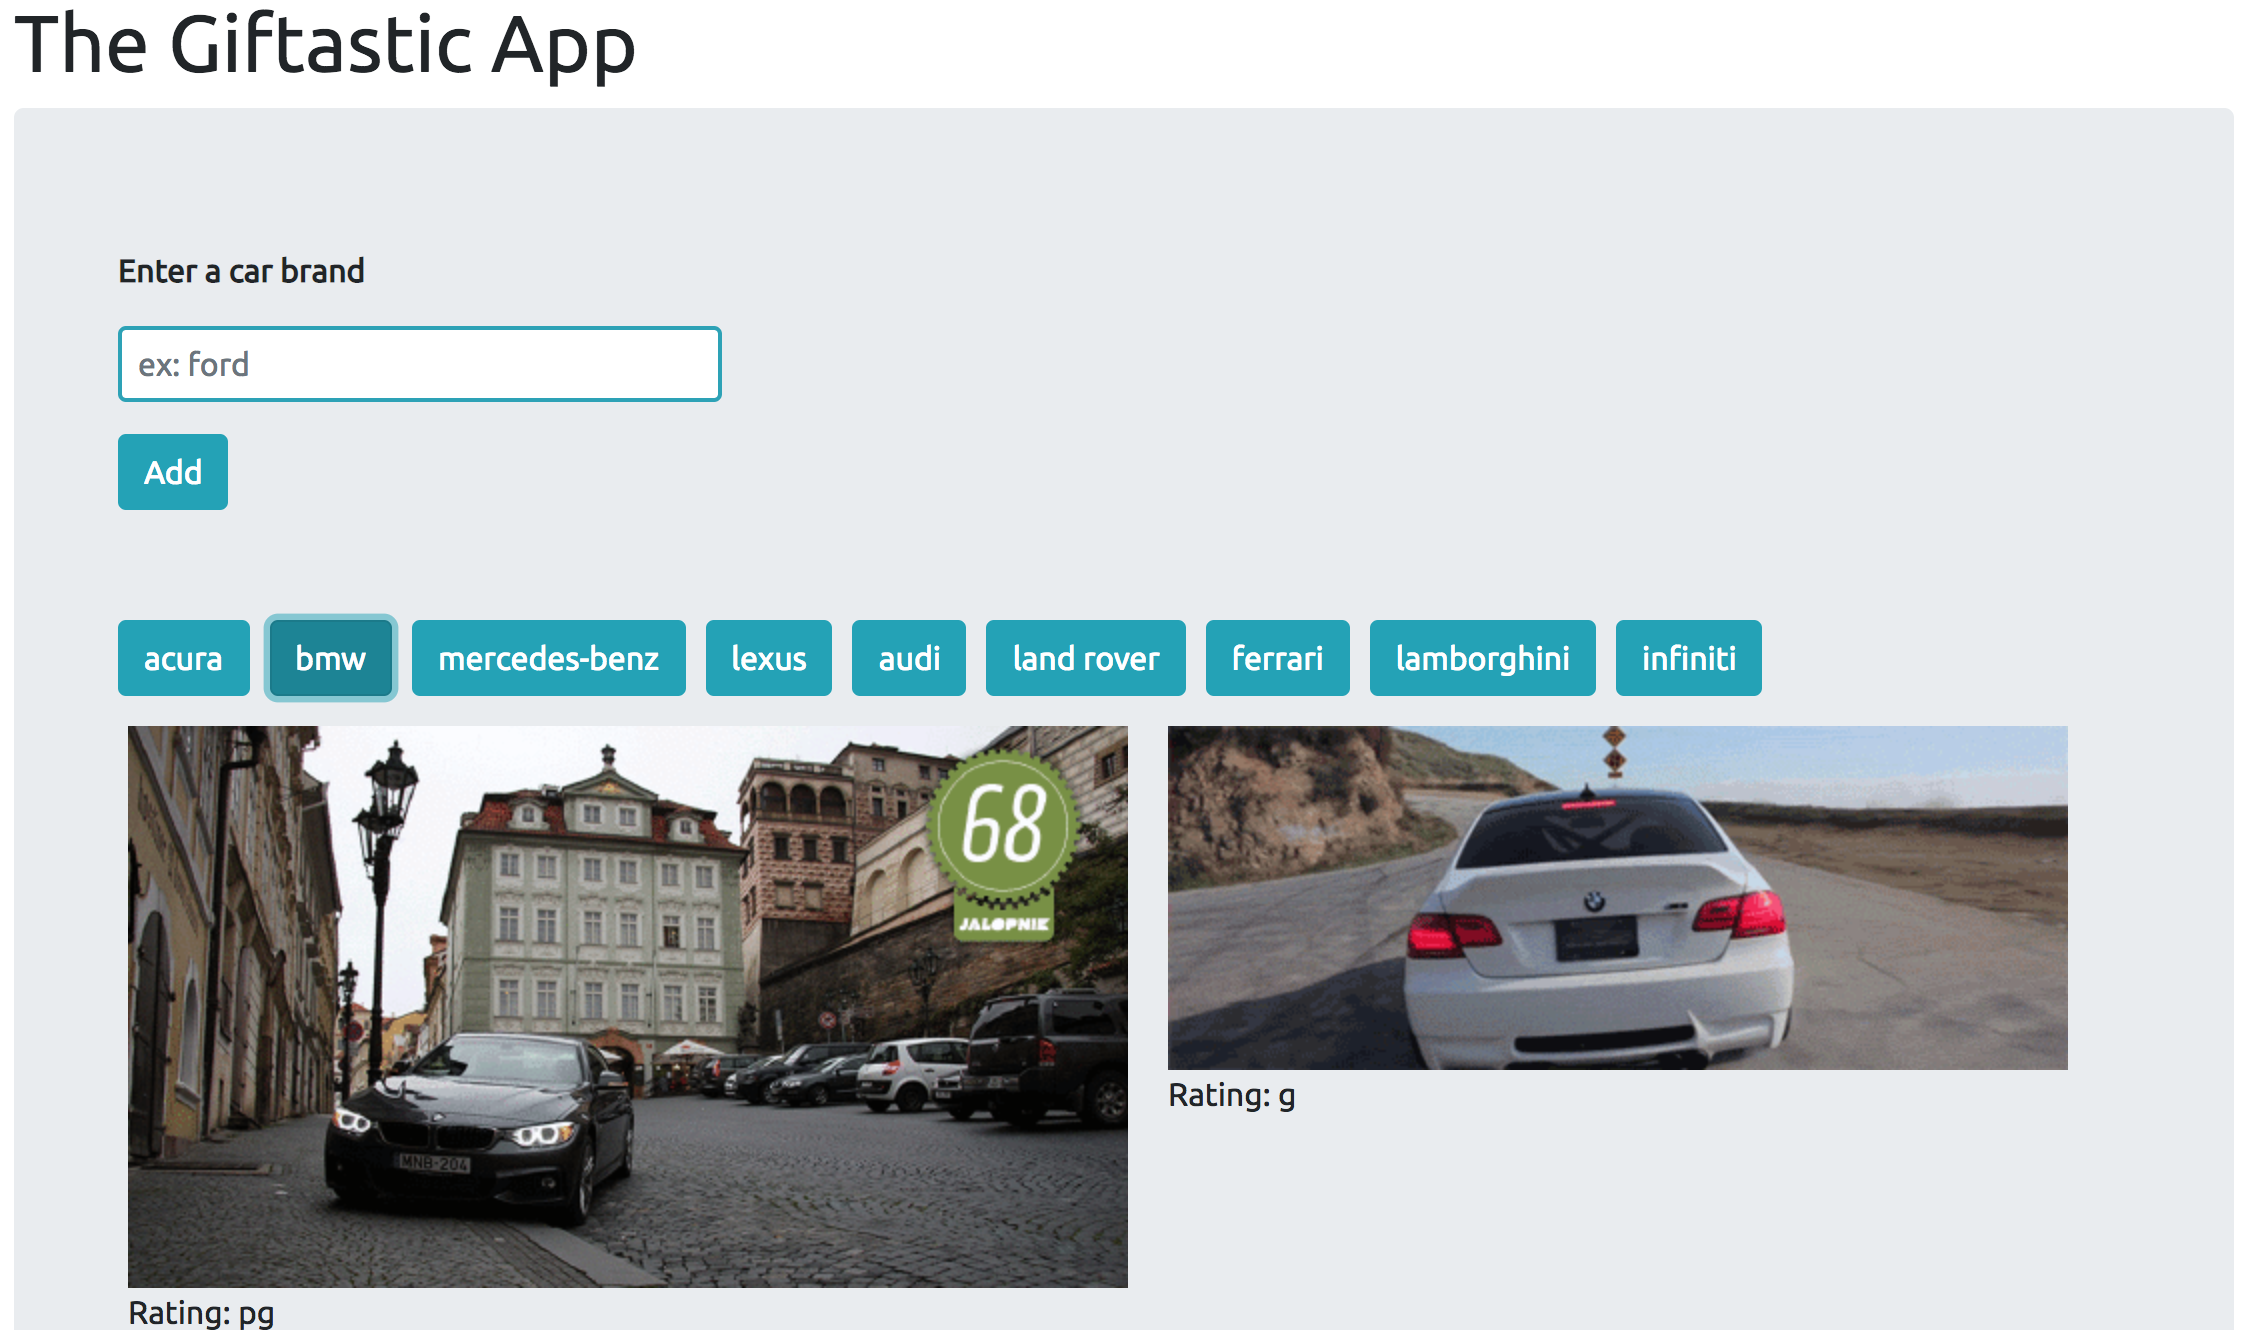 The Giftastic App
Enter a car brand
ex: ford
Add
acura bmw mercedes-benz lexus audi land rover ferrari lamborghini infiniti
68
JALOPNIK
MNB-204
Rating: g
Rating: pg